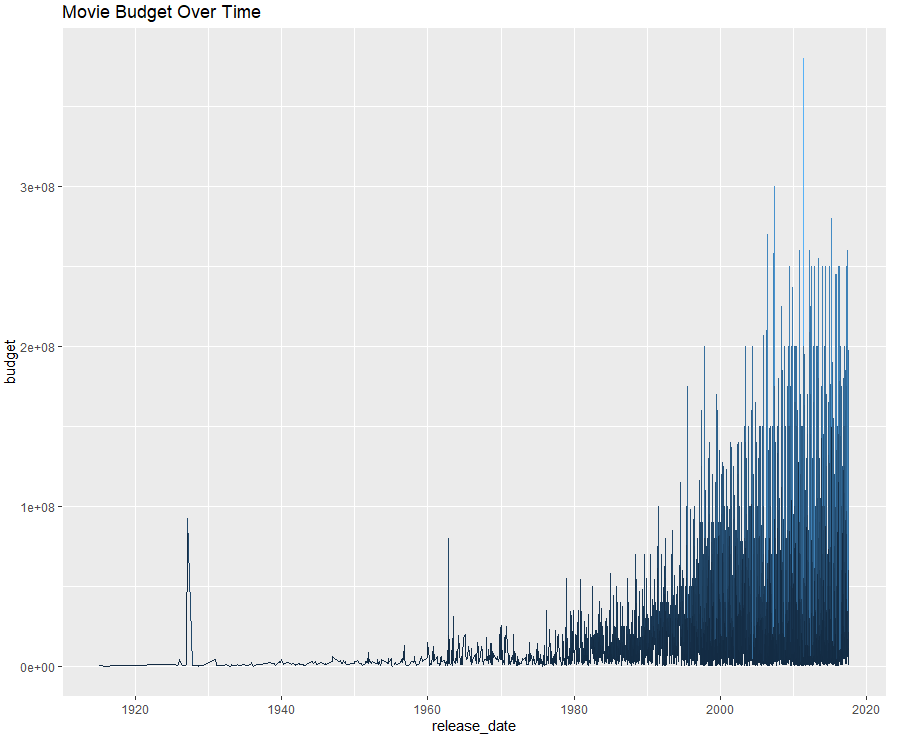 Movie Budget Over Time
budget
3e+08
2e+08
1e+08
0e+00
1920 1940 1960 1980 2000 2020
release_date